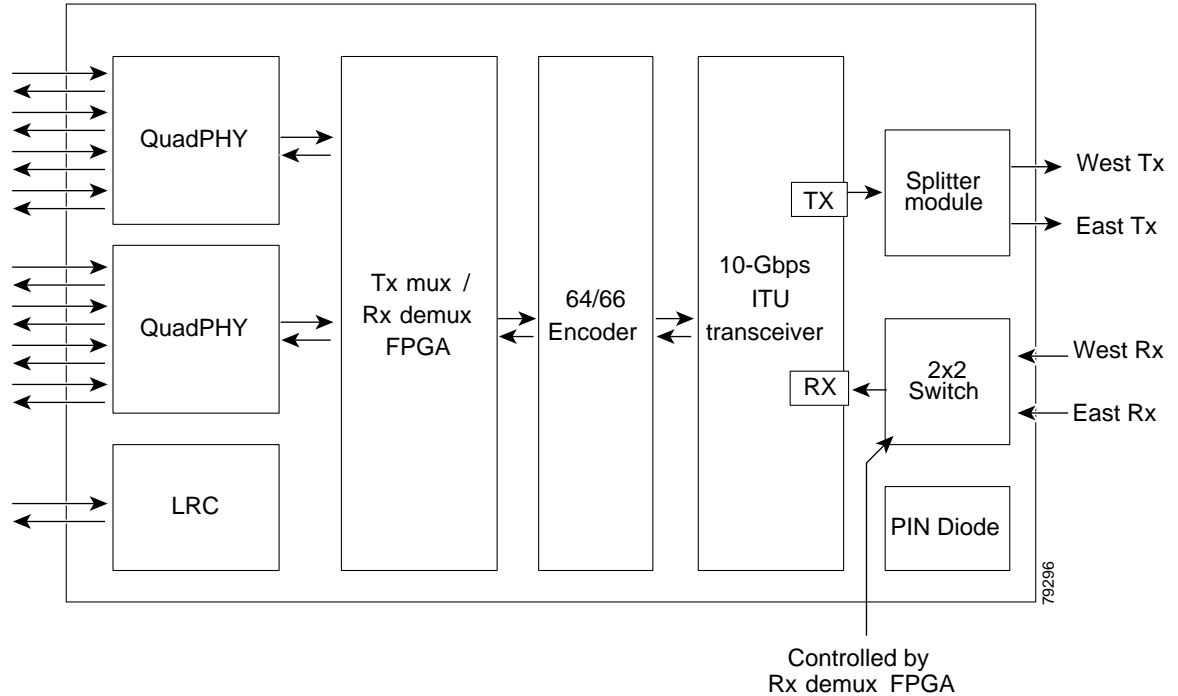 QuadPHY
QuadPHY
LRC
Tx mux /
Rx demux
FPGA
64/66
Encoder
10-Gbps
ITU
transceiver
TX
RX
Splitter
module
2x2
Switch
PIN Diode
West Tx
East Tx
West Rx
East Rx
79296
Controlled by
Rx demux FPGA